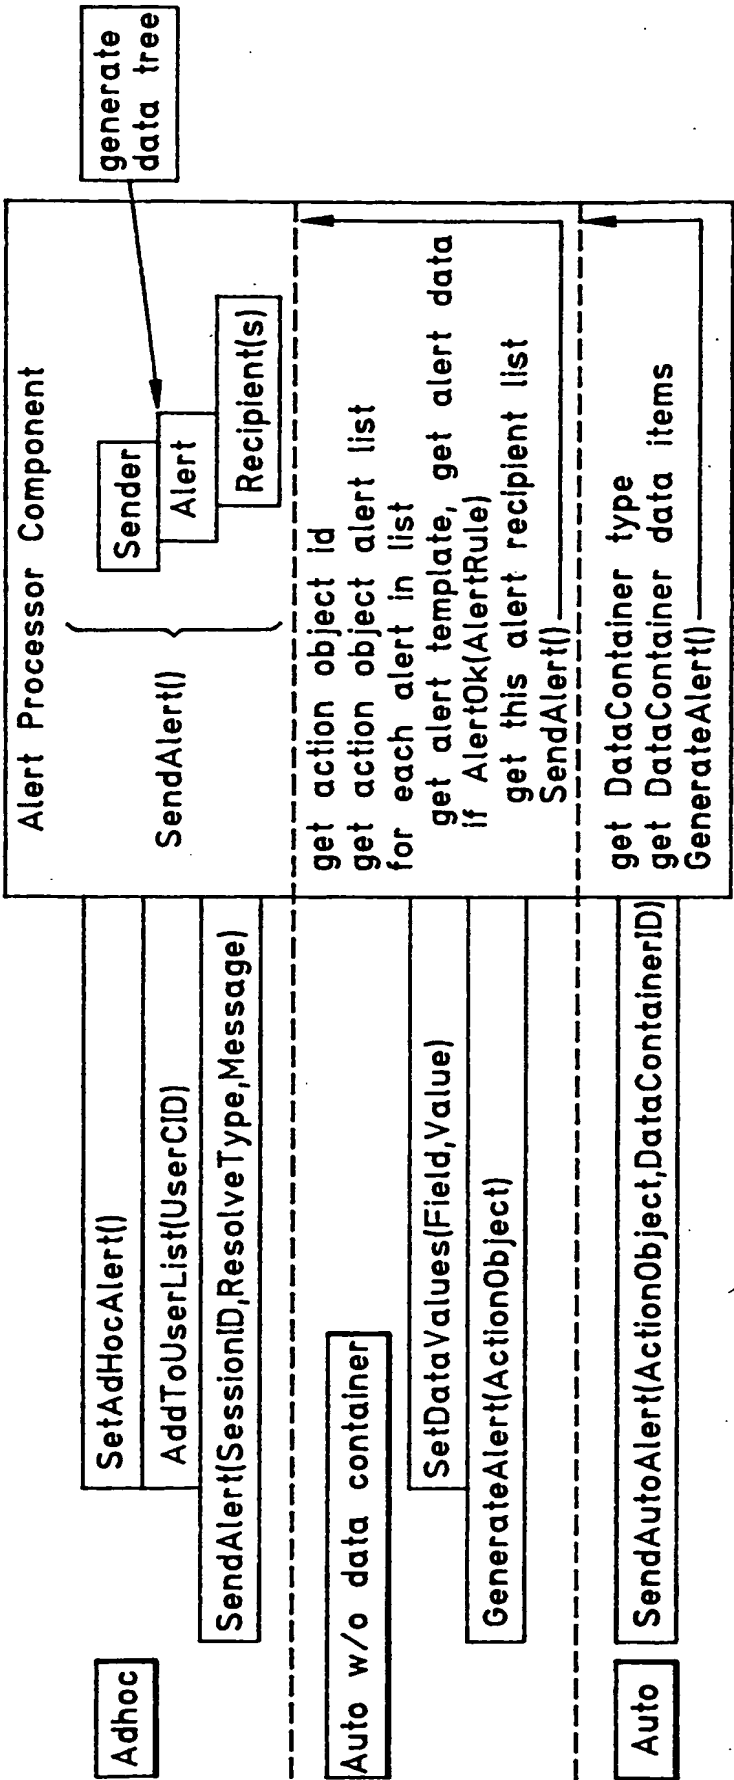 Alert Processor Component
generate
data tree
Adhoc
SetAdHocAlert()
AddToUserList(UserCID)
SendAlert(SessionID,ResolveType,Message)
SendAlert()
Sender
Alert
Recipient(s)
Auto w/o data container
SetDataValues(Field,Value)
GenerateAlert(ActionObject)
get action object id
get action object alert list
for each alert in list
get alert template, get alert data
if AlertOk(AlertRule)
get this alert recipient list
SendAlert()
Auto
SendAutoAlert(ActionObject,DataContainerID)
get DataContainer type
get DataContainer data items
GenerateAlert()